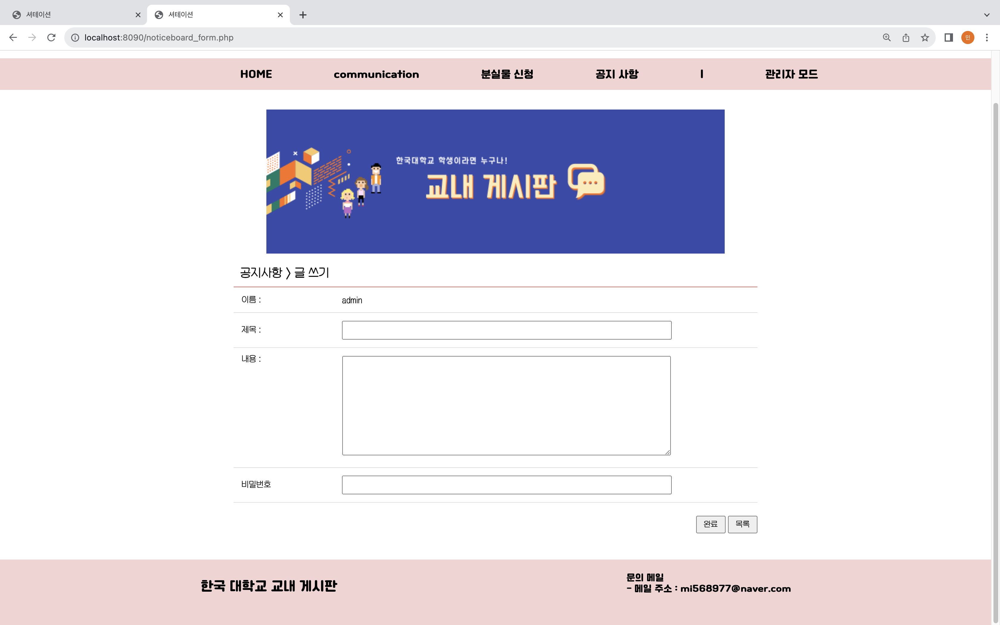 셔테이션
셔테이션
localhost:8090/noticeboard_form.php
민
HOME communication 분실물 신청 공지 사항 | 관리자 모드
한국대학교 학생이라면 누구나!
교내 게시판
공지사항 > 글 쓰기
이름 : admin
제목 :
내용 :
비밀번호
완료 목록
한국 대학교 교내 게시판
문의 메일
- 메일 주소 : mi568977@naver.com